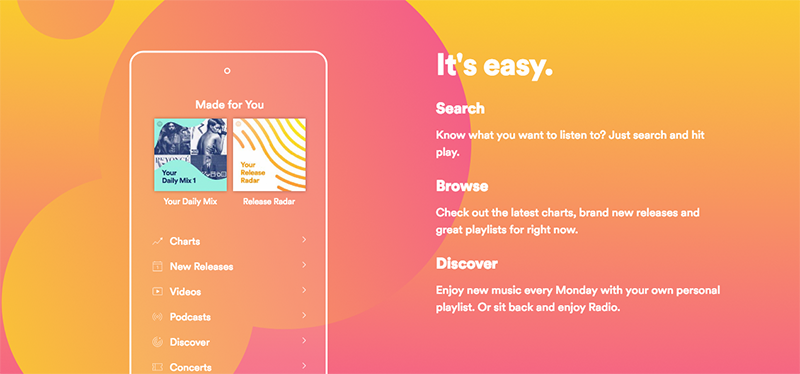 Made for You
BEYONCÉ
Your
Daily Mix 1
Your
Release
Radar
Your Daily Mix
Release Radar
Charts
New Releases
Videos
Podcasts
Discover
Concerts
It's easy.
Search
Know what you want to listen to? Just search and hit
play.
Browse
Check out the latest charts, brand new releases and
great playlists for right now.
Discover
Enjoy new music every Monday with your own personal
playlist. Or sit back and enjoy Radio.